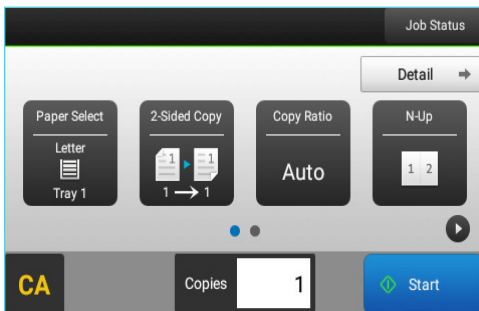 Job Status
Detail
Paper Select
Letter
Tray 1
2-Sided Copy
1 1
1 → 1
Copy Ratio
Auto
N-Up
1 2
CA
Copies
1
Start